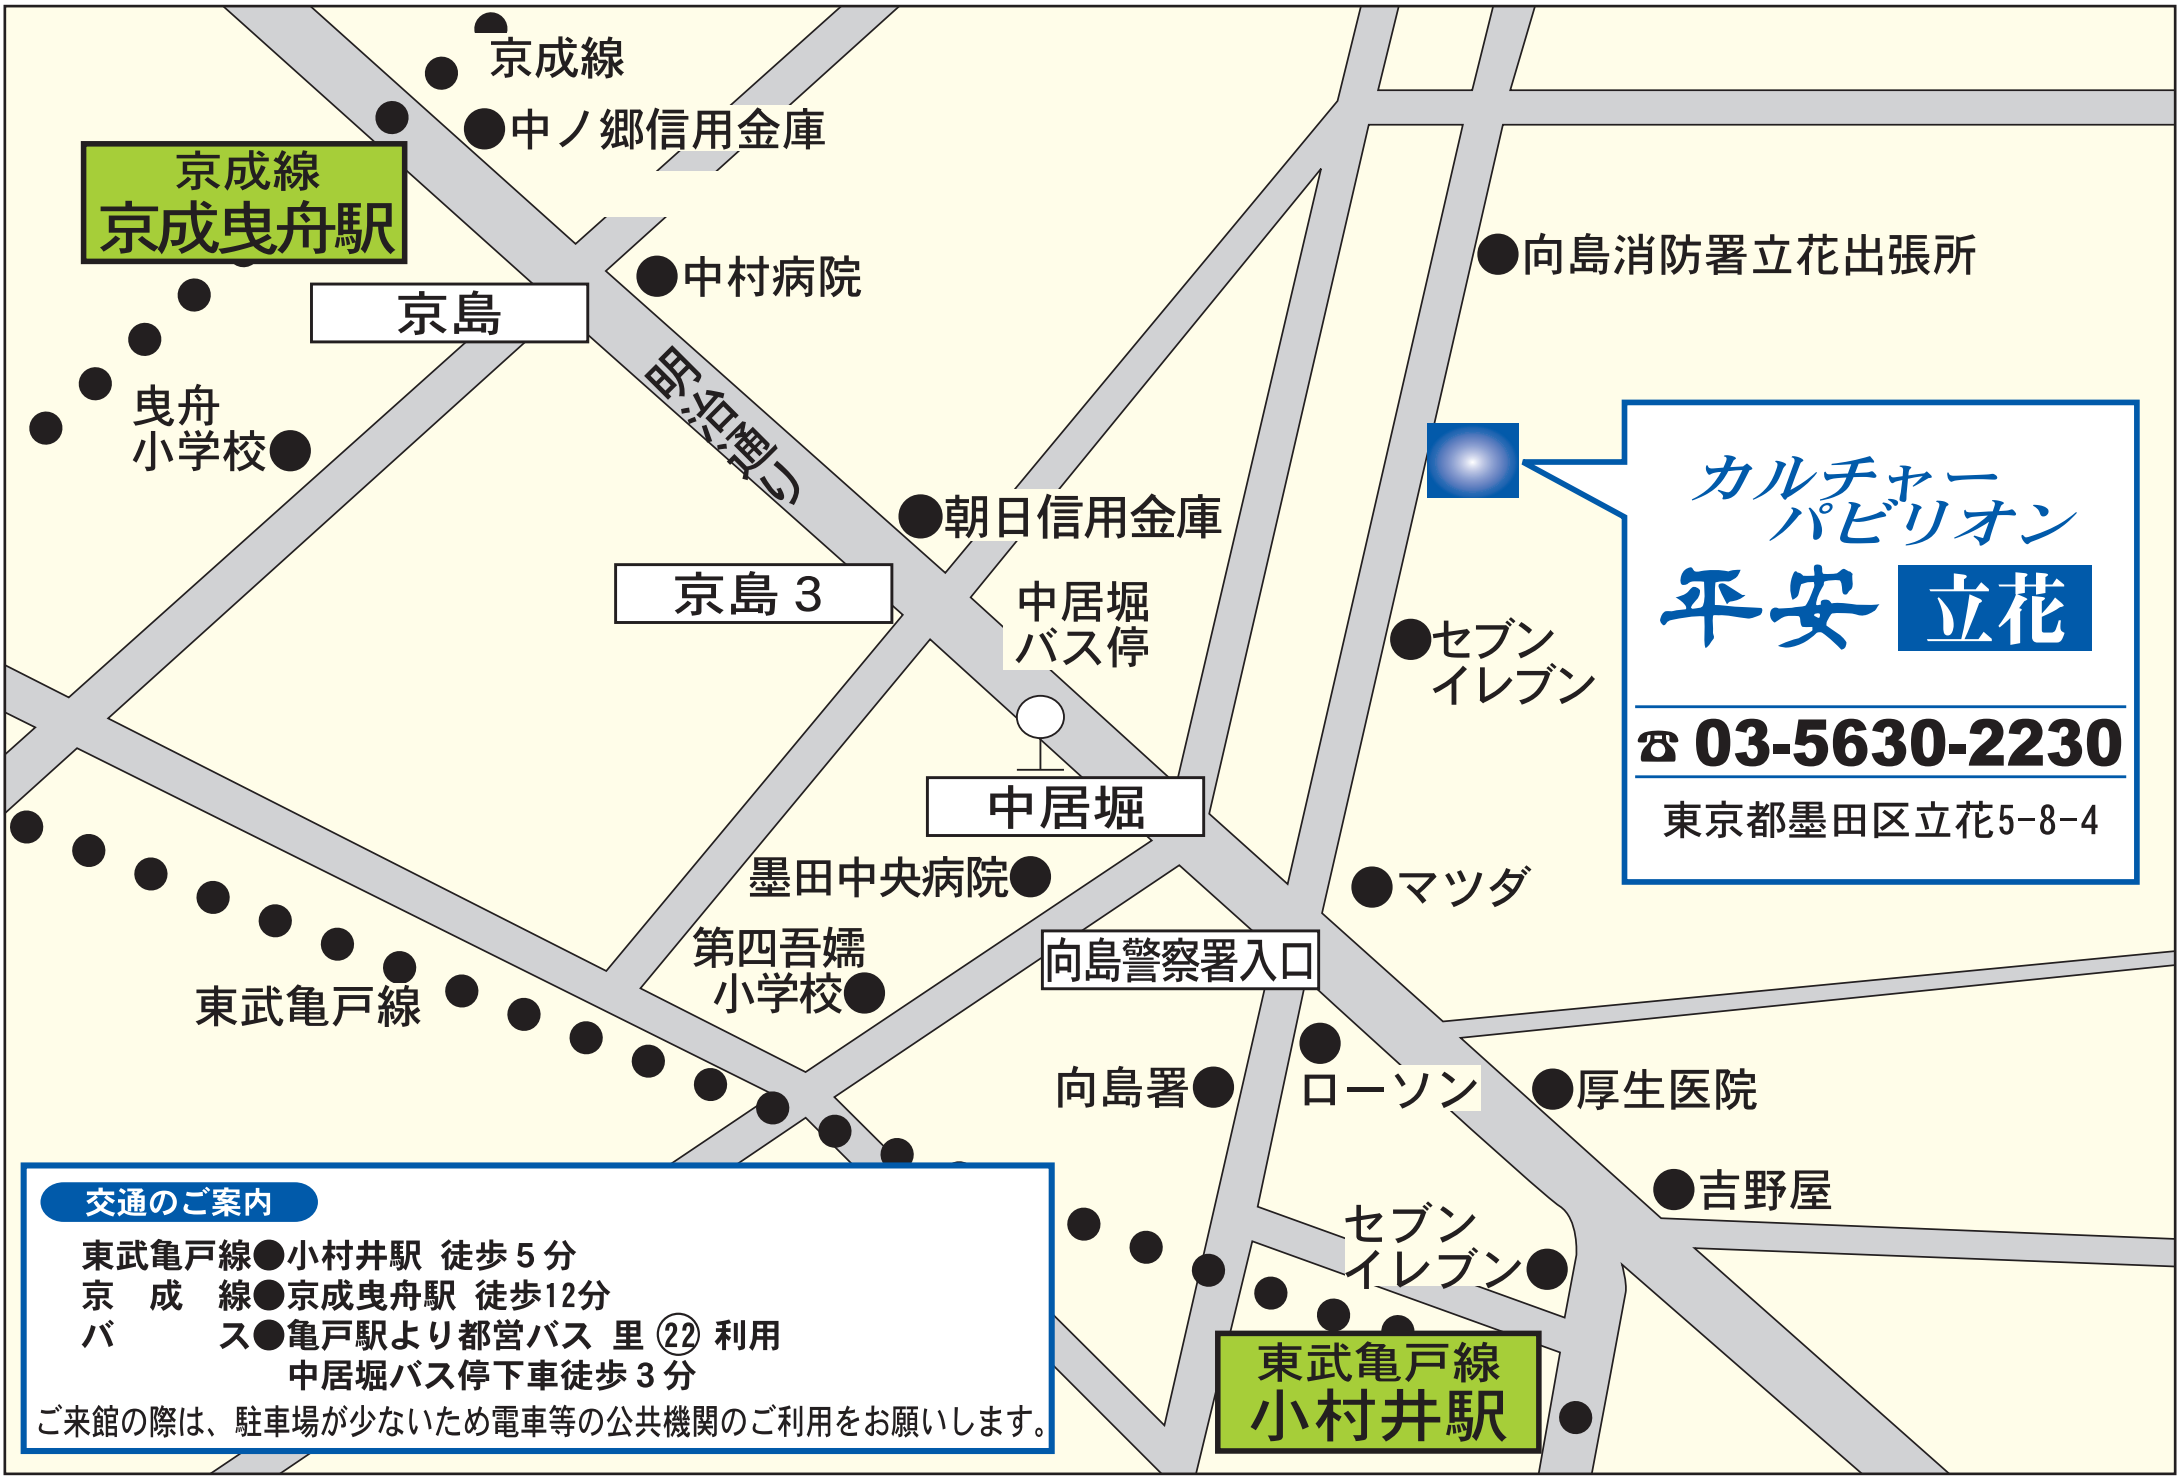 京成線
中ノ郷信用金庫
京成線
京成曳舟駅
向島消防署立花出張所
中村病院
京島
明治通り
曳舟
小学校
カルチャー
パビリオン
平安 立花
☎ 03-5630-2230
東京都墨田区立花5-8-4
朝日信用金庫
京島3
中居堀
バス停
セブン
イレブン
中居堀
墨田中央病院
マツダ
第四吾嬬
小学校
向島警察署入口
東武亀戸線
向島署
ローソン
厚生医院
吉野屋
セブン
イレブン
東武亀戸線
小村井駅
交通のご案内
東武亀戸線●小村井駅 徒歩5分
京成線●京成曳舟駅 徒歩12分
バス●亀戸駅より都営バス 里㉒利用
中居堀バス停下車徒歩3分
ご来館の際は、駐車場が少ないため電車等の公共機関のご利用をお願いします。